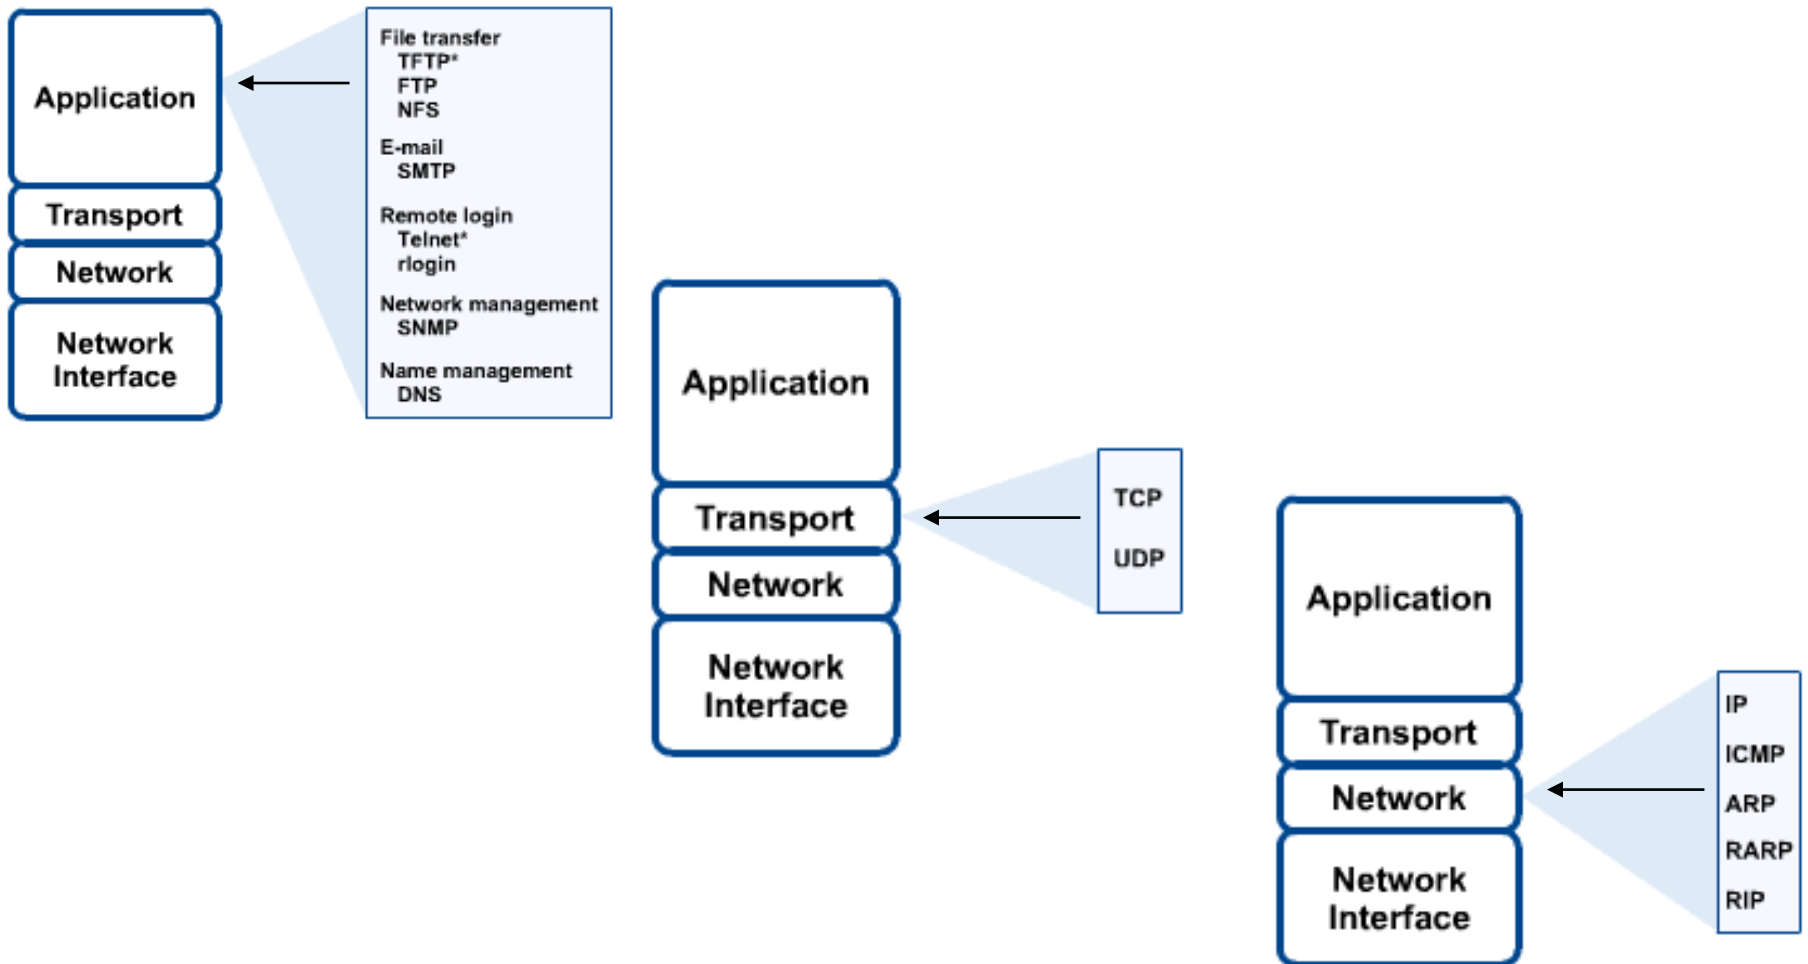 Application
Transport
Network
Network
Interface
File transfer
TFTP*
FTP
NFS
E-mail
SMTP
Remote login
Telnet*
rlogin
Network management
SNMP
Name management
DNS
Application
Transport
Network
Network
Interface
TCP
UDP
Application
Transport
Network
Network
Interface
IP
ICMP
ARP
RARP
RIP